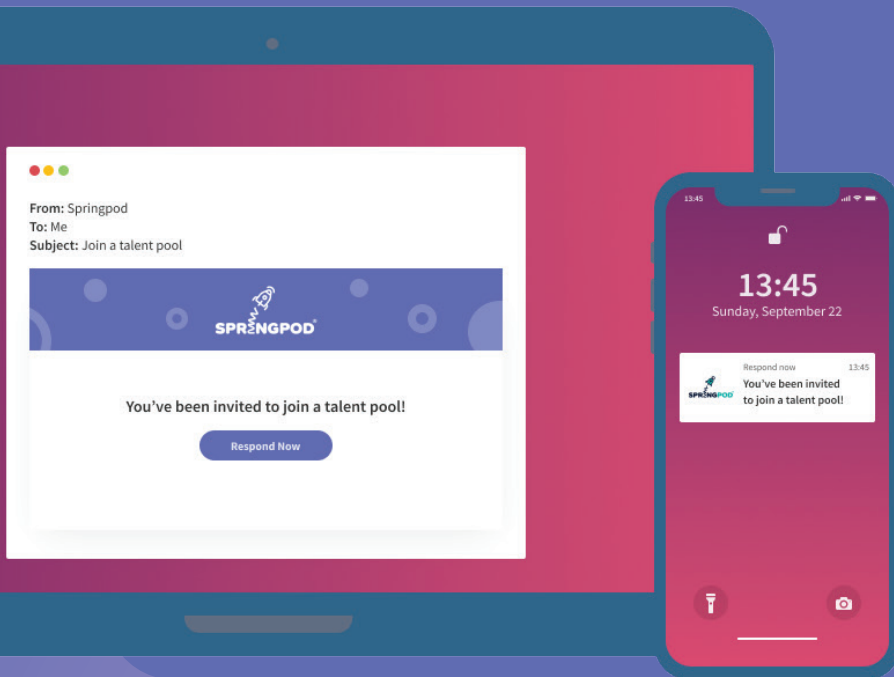 From: Springpod
To: Me
Subject: Join a talent pool
SPRINGPOD
You've been invited to join a talent pool!
Respond Now
13:45
13:45
Sunday, September 22
Respond now 13:45
You've been invited
to join a talent pool!
SPRINGPOD